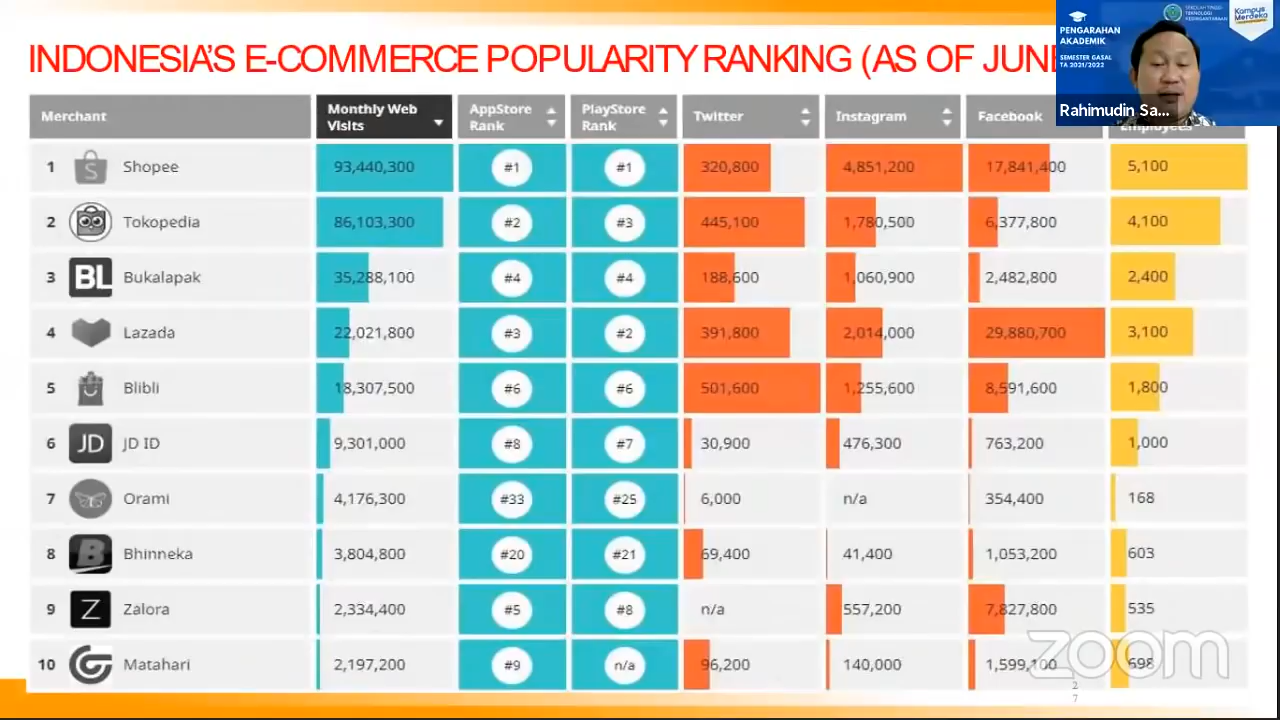 INDONESIA'S E-COMMERCE POPULARITY RANKING (AS OF JUN
SEKOLAH TINGGI
TEKNOLOGI
KEDIRGANTARAAN
Kampus
Merdeka
PENGARAHAN
AKADEMIK
SEMESTER GASAL
TA 2021/2022
Rahimudin Sa...
Merchant Monthly Web Visits AppStore Rank PlayStore Rank Twitter Instagram Facebook Employees
1 S Shopee 93,440,300 #1 #1 320,800 4,851,200 17,841,400 5,100
2 Tokopedia 86,103,300 #2 #3 445,100 1,780,500 6,377,800 4,100
3 BL Bukalapak 35,288,100 #4 #4 188,600 1,060,900 2,482,800 2,400
4 Lazada 22,021,800 #3 #2 391,800 2,014,000 29,880,700 3,100
5 Blibli 18,307,500 #6 #6 501,600 1,255,600 8,591,600 1,800
6 JD JD ID 9,301,000 #8 #7 30,900 476,300 763,200 1,000
7 Orami 4,176,300 #33 #25 6,000 n/a 354,400 168
8 B Bhinneka 3,804,800 #20 #21 69,400 41,400 1,053,200 603
9 Z Zalora 2,334,400 #5 #8 n/a 557,200 7,827,800 535
10 Matahari 2,197,200 #9 n/a 96,200 140,000 1,599,100 698
zoom
2
7